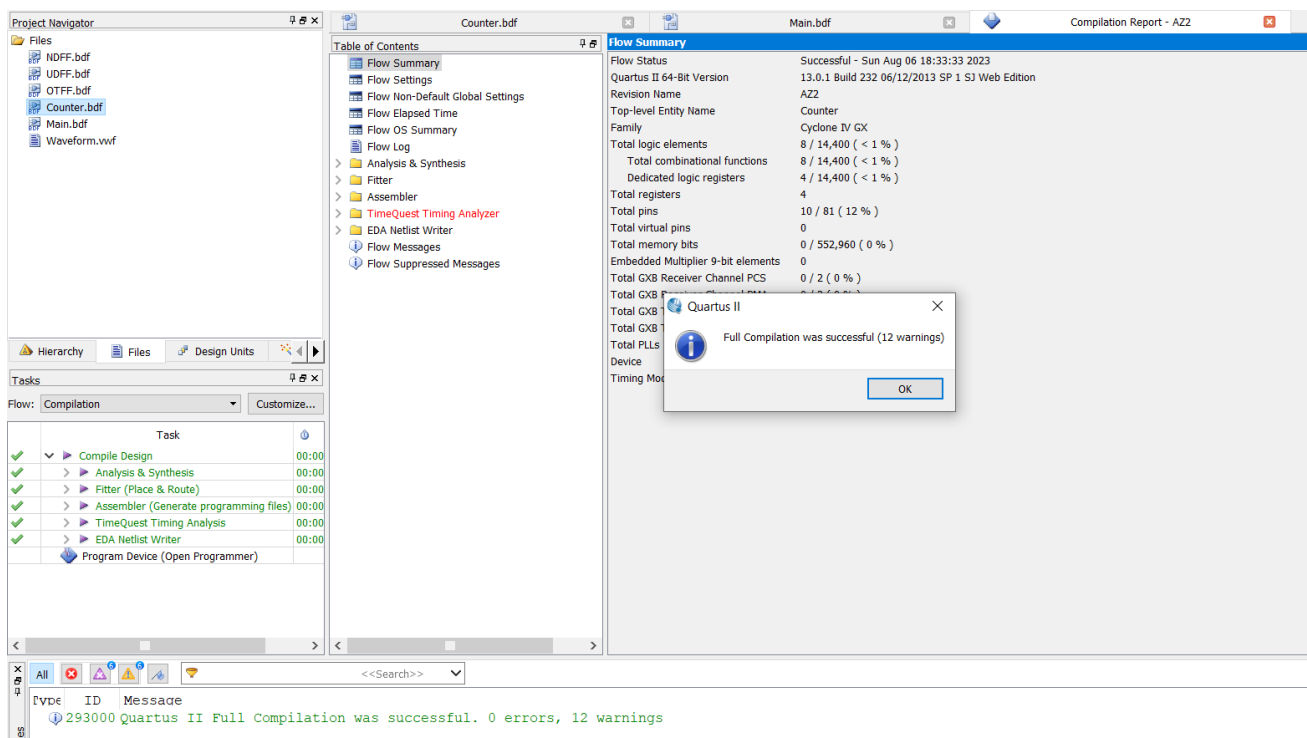 Project Navigator
Files
NDFF.bdf
UDFF.bdf
OTFF.bdf
Counter.bdf
Main.bdf
Waveform.vwf
Hierarchy Files Design Units
Tasks
Flow: Compilation Customize...
Task
Compile Design 00:00
Analysis & Synthesis 00:00
Fitter (Place & Route) 00:00
Assembler (Generate programming files) 00:00
TimeQuest Timing Analysis 00:00
EDA Netlist Writer 00:00
Program Device (Open Programmer)
Counter.bdf Main.bdf Compilation Report - AZ2
Table of Contents
Flow Summary
Flow Settings
Flow Non-Default Global Settings
Flow Elapsed Time
Flow OS Summary
Flow Log
Analysis & Synthesis
Fitter
Assembler
TimeQuest Timing Analyzer
EDA Netlist Writer
Flow Messages
Flow Suppressed Messages
Flow Summary
Flow Status Successful - Sun Aug 06 18:33:33 2023
Quartus II 64-Bit Version 13.0.1 Build 232 06/12/2013 SP 1 SJ Web Edition
Revision Name AZ2
Top-level Entity Name Counter
Family Cyclone IV GX
Total logic elements 8 / 14,400 ( < 1 % )
Total combinational functions 8 / 14,400 ( < 1 % )
Dedicated logic registers 4 / 14,400 ( < 1 % )
Total registers 4
Total pins 10 / 81 ( 12 % )
Total virtual pins 0
Total memory bits 0 / 552,960 ( 0 % )
Embedded Multiplier 9-bit elements 0
Total GXB Receiver Channel PCS 0 / 2 ( 0 % )
Total GXB
Total GXB
Total GXB
Total PLLs
Device
Timing
Quartus II
Full Compilation was successful (12 warnings)
OK
All 6 6 <<Search>>
Type ID Message
293000 Quartus II Full Compilation was successful. 0 errors, 12 warnings